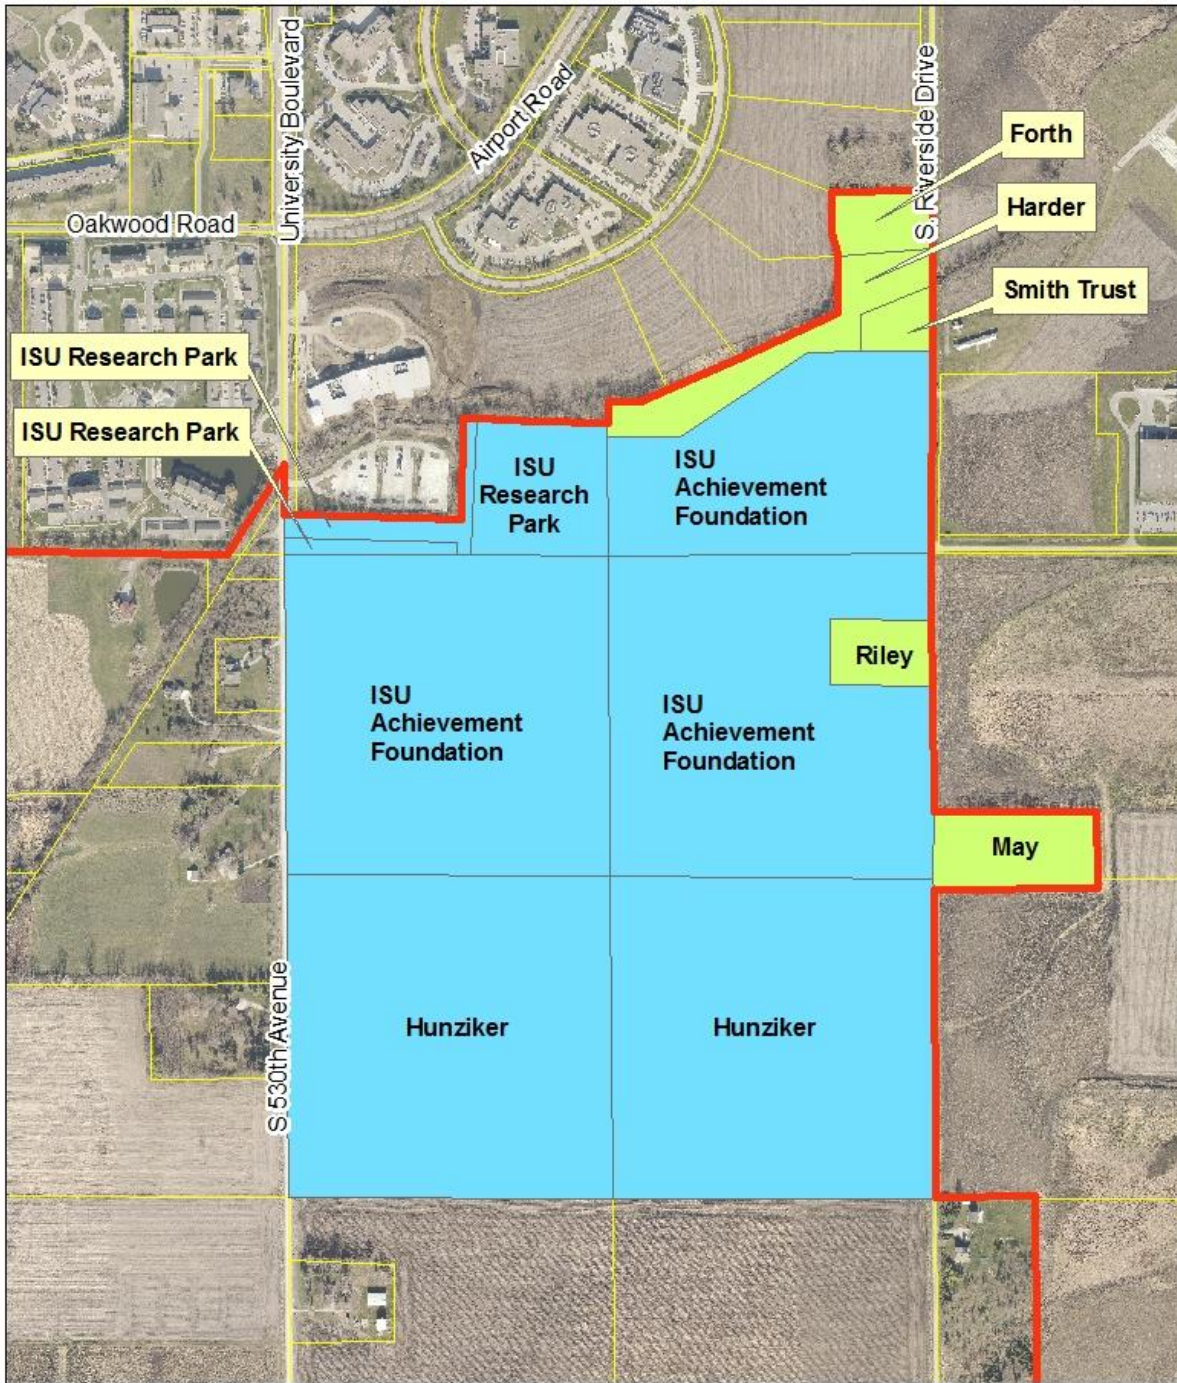 University Boulevard
Airport Road
S. Riverside Drive
Forth
Oakwood Road
Harder
Smith Trust
ISU Research Park
ISU Research Park
ISU
Research
Park
ISU
Achievement
Foundation
Riley
ISU
Achievement
Foundation
ISU
Achievement
Foundation
May
S 530th Avenue
Hunziker
Hunziker